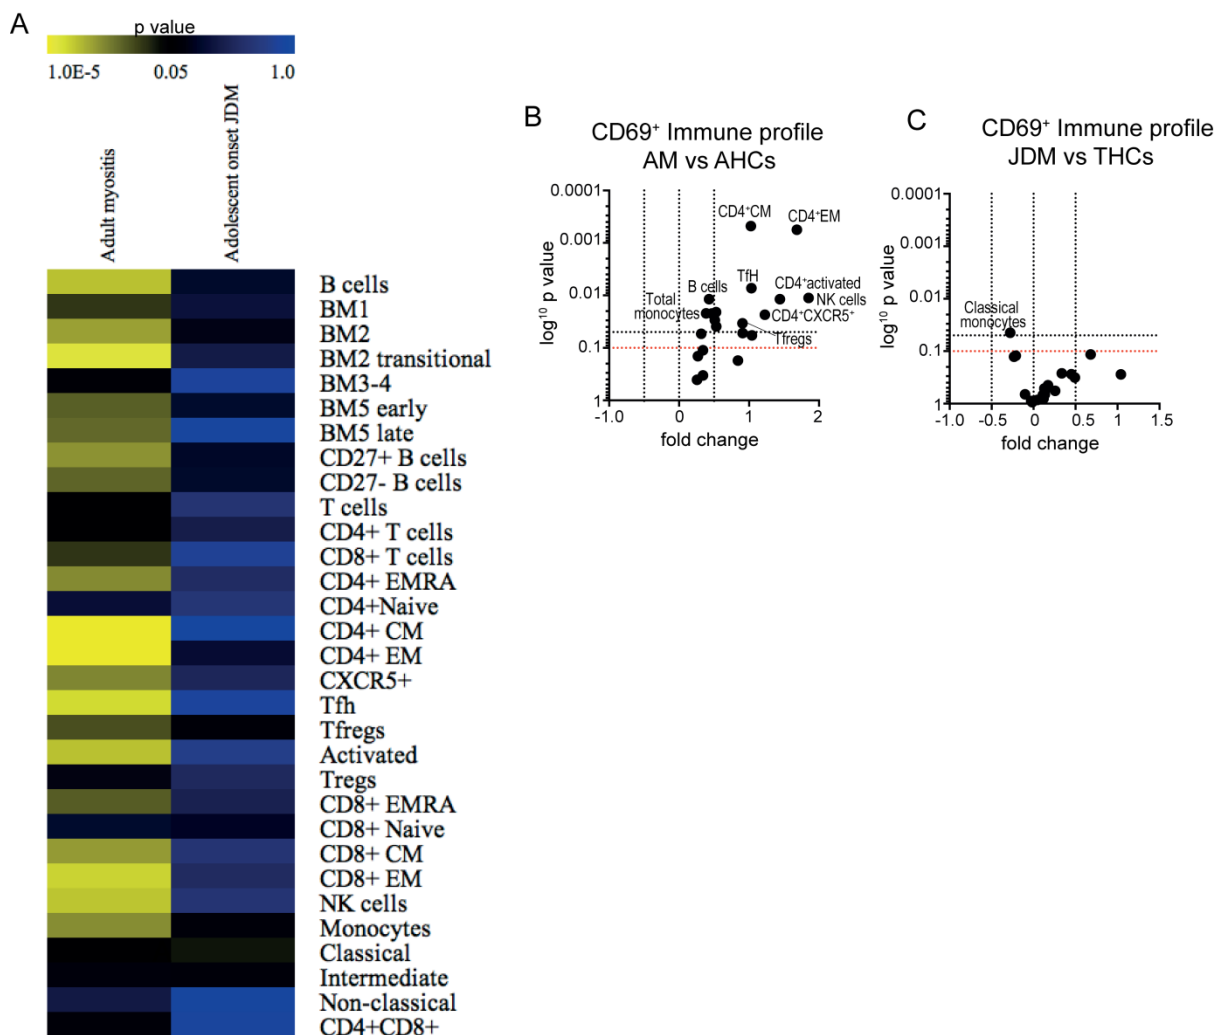 A
p value
1.0E-5 0.05 1.0
Adult myositis
Adolescent onset JDM
B cells
BM1
BM2
BM2 transitional
BM3-4
BM5 early
BM5 late
CD27+ B cells
CD27- B cells
T cells
CD4+ T cells
CD8+ T cells
CD4+ EMRA
CD4+Naive
CD4+ CM
CD4+ EM
CXCR5+
Tfh
Tfregs
Activated
Tregs
CD8+ EMRA
CD8+ Naive
CD8+ CM
CD8+ EM
NK cells
Monocytes
Classical
Intermediate
Non-classical
CD4+CD8+
B
CD69⁺ Immune profile
AM vs AHCs
0.0001
0.001
0.01
0.1
1
log¹⁰ p value
CD4⁺CM
CD4⁺EM
TfH
B cells
CD4⁺activated
NK cells
Total
monocytes
CD4⁺CXCR5⁺
Tfregs
-1.0 0 1 2
fold change
C
CD69⁺ Immune profile
JDM vs THCs
0.0001
0.001
0.01
0.1
1
log¹⁰ p value
Classical
monocytes
-1.0 -0.5 0 0.5 1.0 1.5
fold change